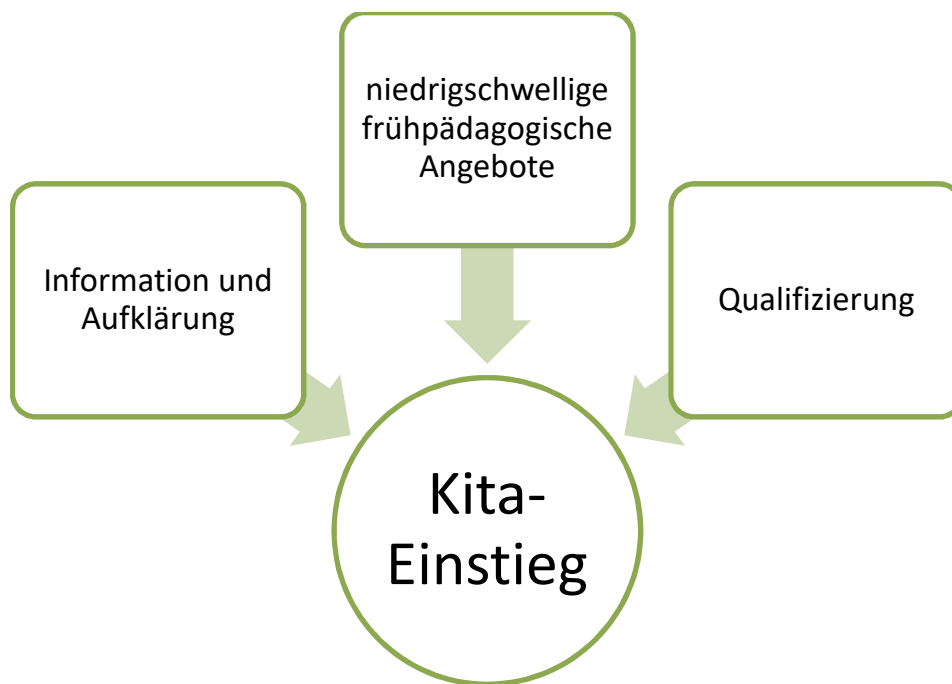 niedrigschwellige
frühpädagogische
Angebote
Information und
Aufklärung
Qualifizierung
Kita-
Einstieg